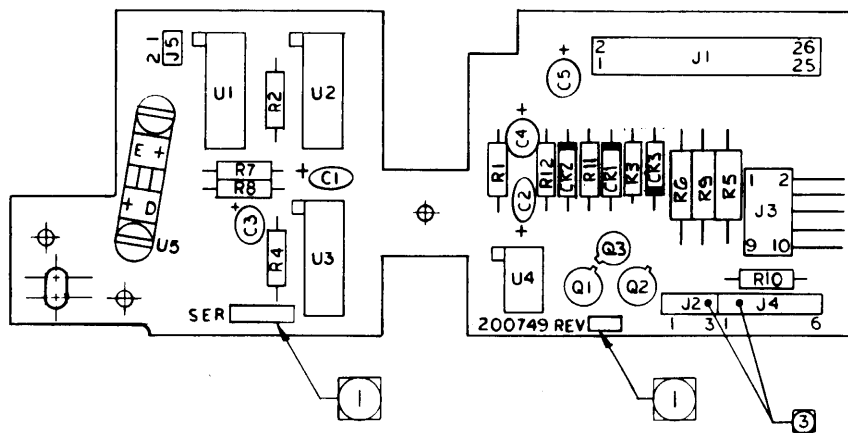 1
2
J5
U1
R2
U2
E +
+ D
U5
R7
R8
+
C1
+
C3
R4
U3
SER
1
+
C5
2
1
J1
26
25
+
C4
R1
R12
CR2
R11
CR1
R3
CR3
R6
R9
R5
C2
+
1 2
J3
9 10
U4
Q3
Q1
Q2
R10
J2
J4
1
3
1
6
200749 REV
1
3